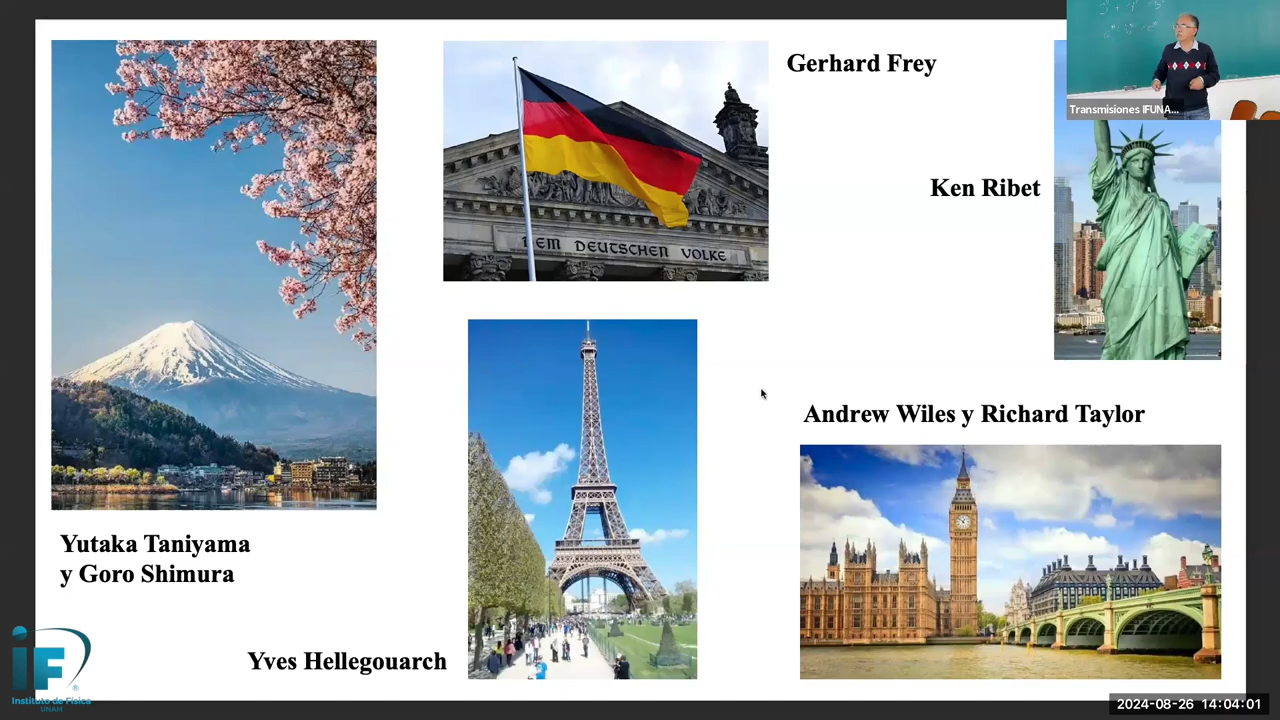 Gerhard Frey
Transmisiones IFUNA...
Ken Ribet
DEM DEUTSCHEN VOLKE
Andrew Wiles y Richard Taylor
Yutaka Taniyama
y Goro Shimura
Yves Hellegouarch
iF
®
Instituto de Física
UNAM
2024-08-26 14:04:01